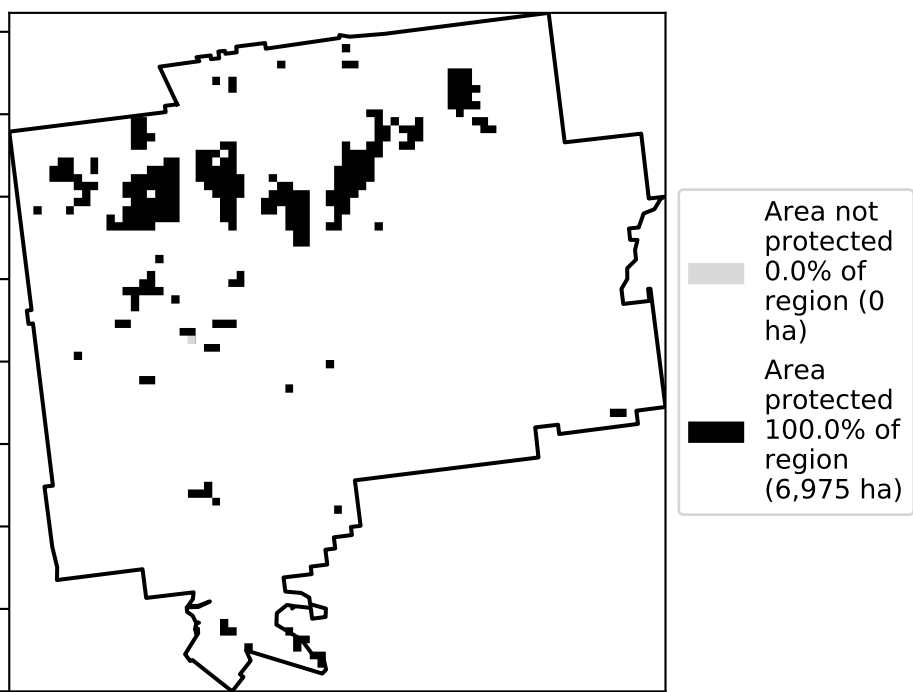 Area not
protected
0.0% of
region (0
ha)
Area
protected
100.0% of
region
(6,975 ha)